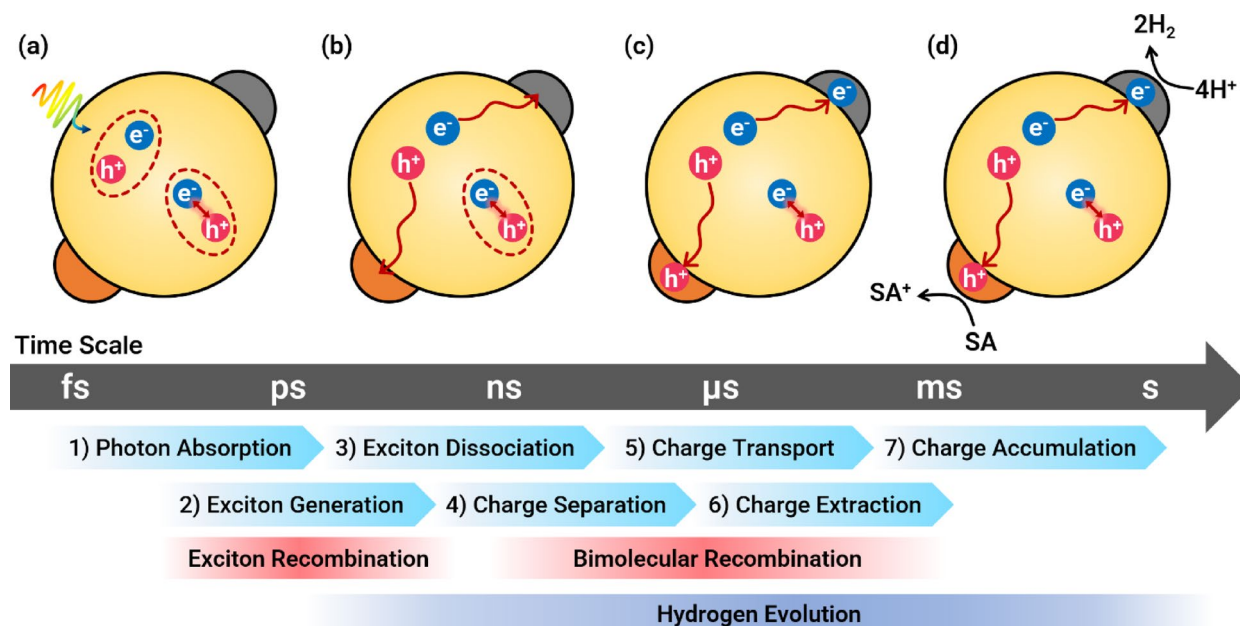 (a)
(b)
(c)
(d)
2H₂
4H⁺
e⁻
h⁺
e⁻
h⁺
e⁻
h⁺
e⁻
h⁺
e⁻
e⁻
h⁺
e⁻
h⁺
h⁺
e⁻
e⁻
h⁺
e⁻
h⁺
h⁺
SA⁺
SA
Time Scale
fs ps ns µs ms s
1) Photon Absorption
3) Exciton Dissociation
5) Charge Transport
7) Charge Accumulation
2) Exciton Generation
4) Charge Separation
6) Charge Extraction
Exciton Recombination
Bimolecular Recombination
Hydrogen Evolution